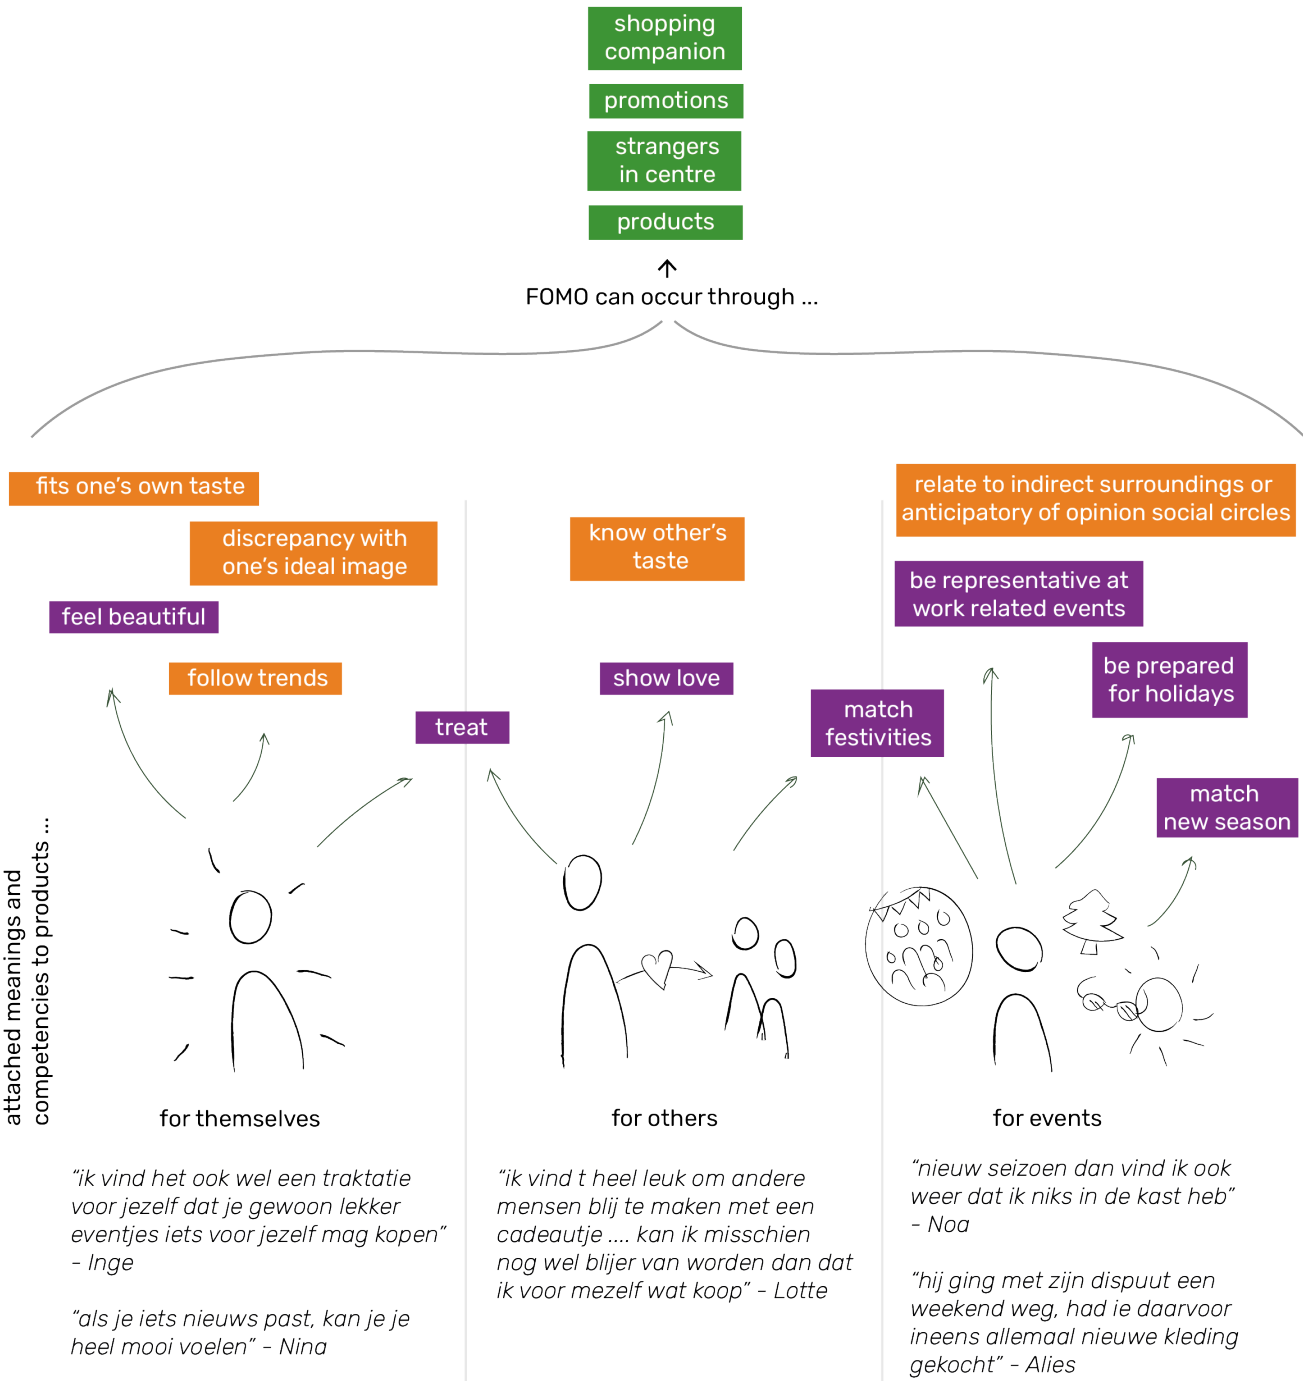 shopping
companion
promotions
strangers
in centre
products
FOMO can occur through ...
fits one's own taste
discrepancy with
one's ideal image
feel beautiful
follow trends
treat
know other's
taste
show love
match
festivities
relate to indirect surroundings or
anticipatory of opinion social circles
be representative at
work related events
be prepared
for holidays
match
new season
attached meanings and
competencies to products ...
for themselves
for others
for events
“ik vind het ook wel een traktatie
voor jezelf dat je gewoon lekker
eventjes iets voor jezelf mag kopen”
- Inge
“als je iets nieuws past, kan je je
heel mooi voelen” - Nina
“ik vind t heel leuk om andere
mensen blij te maken met een
cadeautje .... kan ik misschien
nog wel blijer van worden dan dat
ik voor mezelf wat koop” - Lotte
“nieuw seizoen dan vind ik ook
weer dat ik niks in de kast heb”
- Noa
“hij ging met zijn dispuut een
weekend weg, had ie daarvoor
ineens allemaal nieuwe kleding
gekocht” - Alies